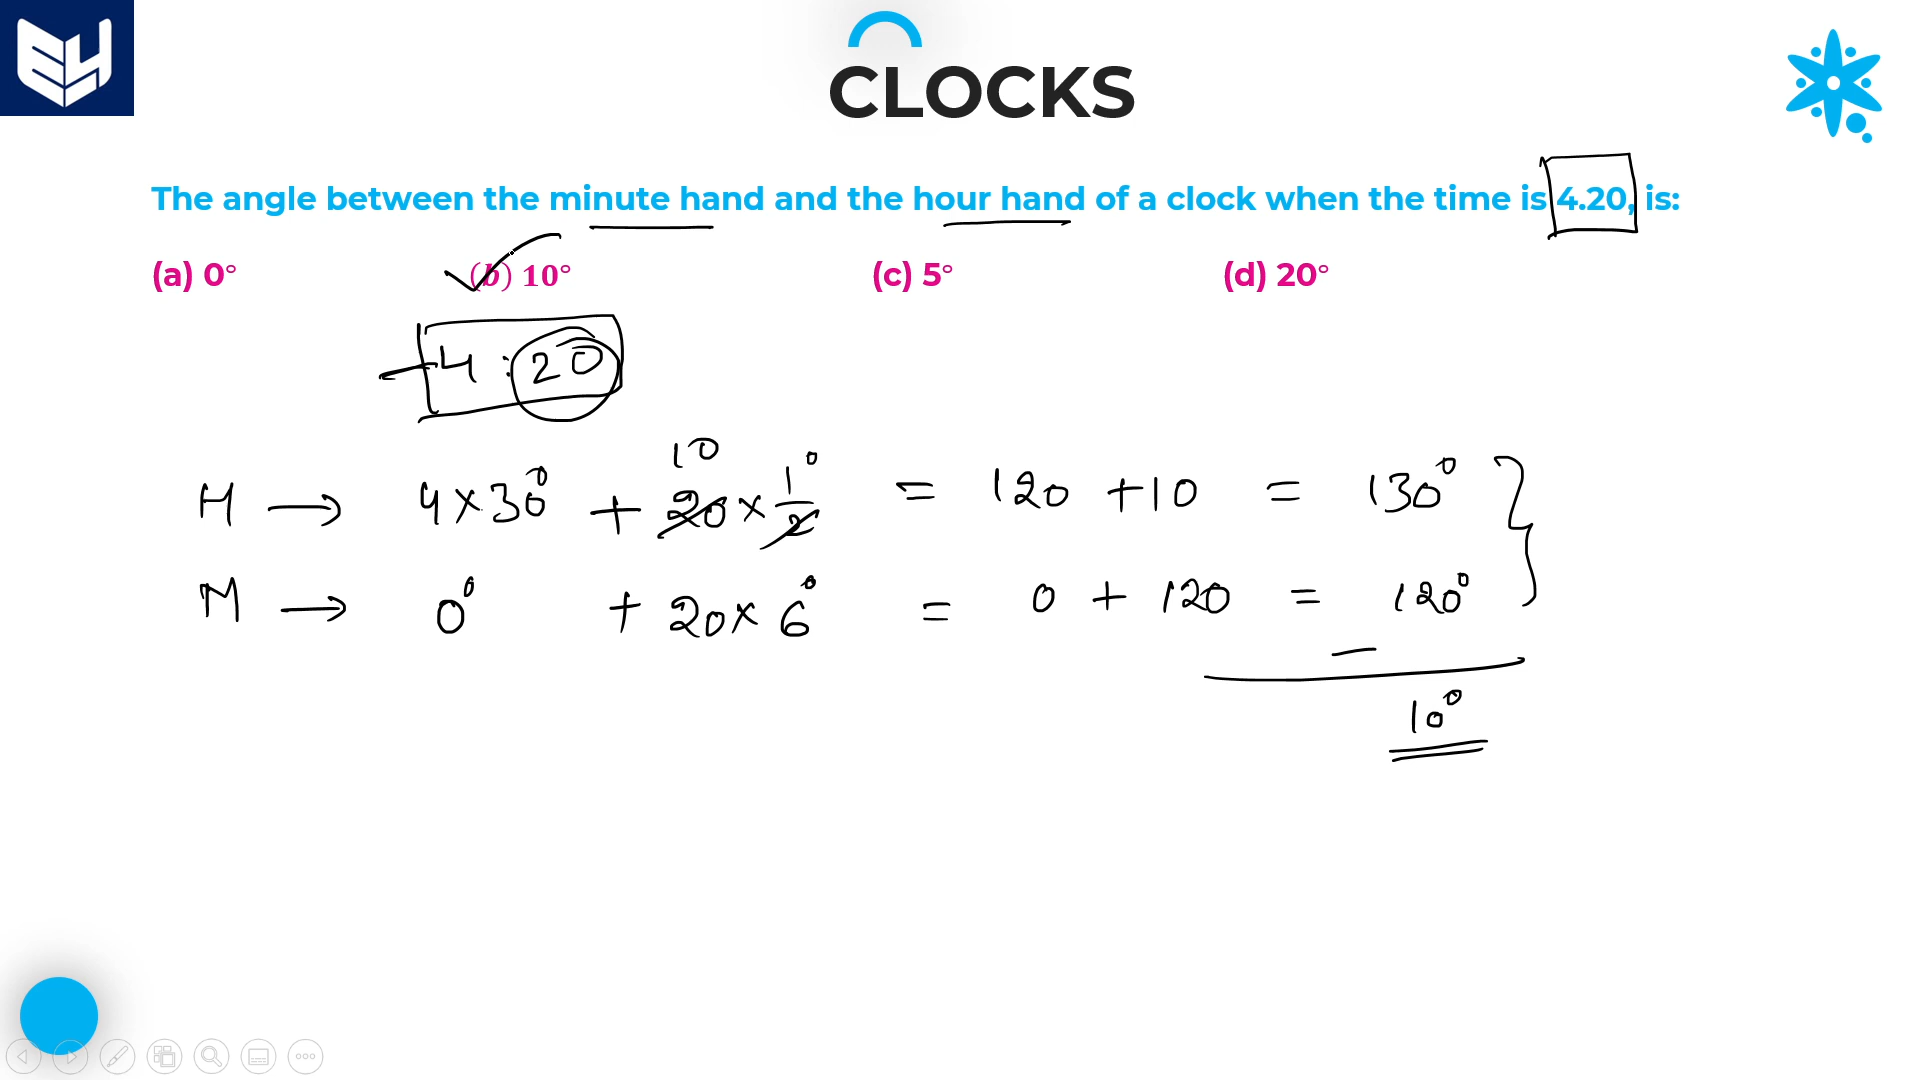 CLOCKS
The angle between the minute hand and the hour hand of a clock when the time is 4.20, is:
(a) 0° (b) 10° (c) 5° (d) 20°
4 : 20
10
H → 4 × 30° + 20 × 1°/2 = 120 + 10 = 130°
M → 0° + 20 × 6° = 0 + 120 = 120°
—
10°